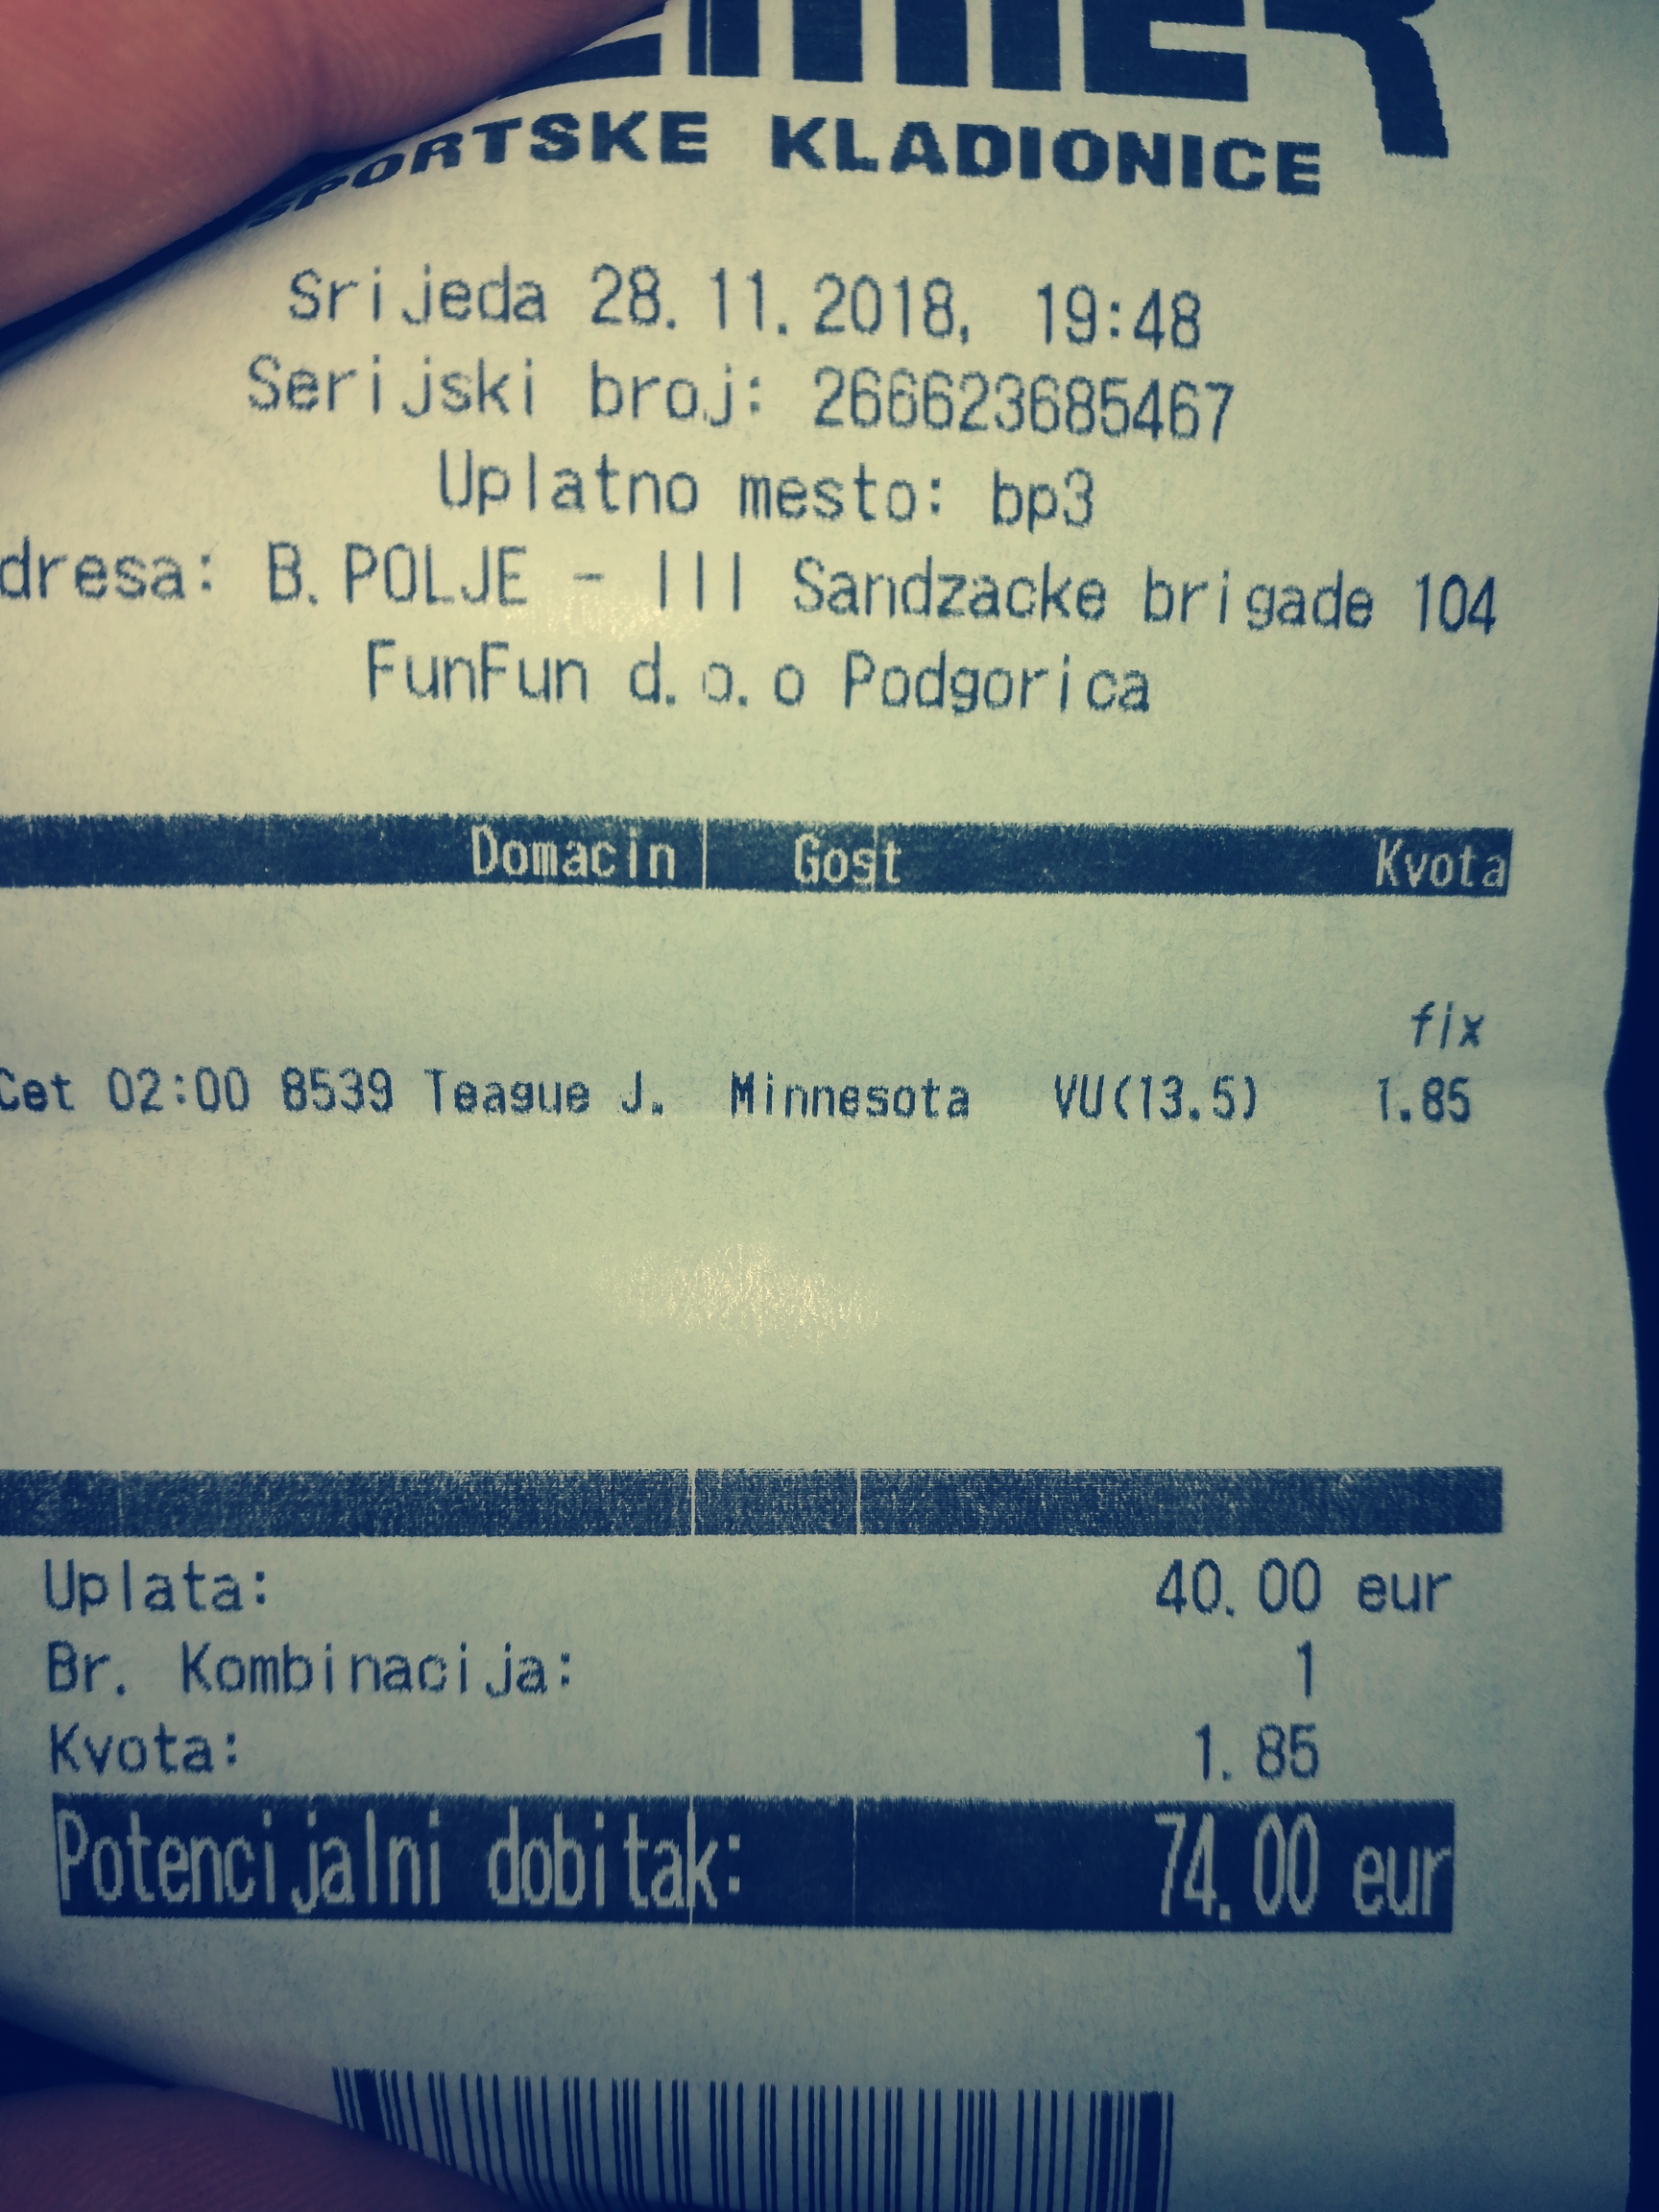 SPORTSKE KLADIONICE
Srijeda 28.11.2018, 19:48
Serijski broj: 266623685467
Uplatno mesto: bp3
dresa: B.POLJE - III Sandzacke brigade 104
FunFun d.o.o Podgorica
Domacin Gost Kvota
fix
Cet 02:00 8539 Teague J. Minnesota VU(13.5) 1.85
Uplata: 40.00 eur
Br. Kombinacija: 1
Kvota: 1.85
Potencijalni dobitak: 74.00 eur